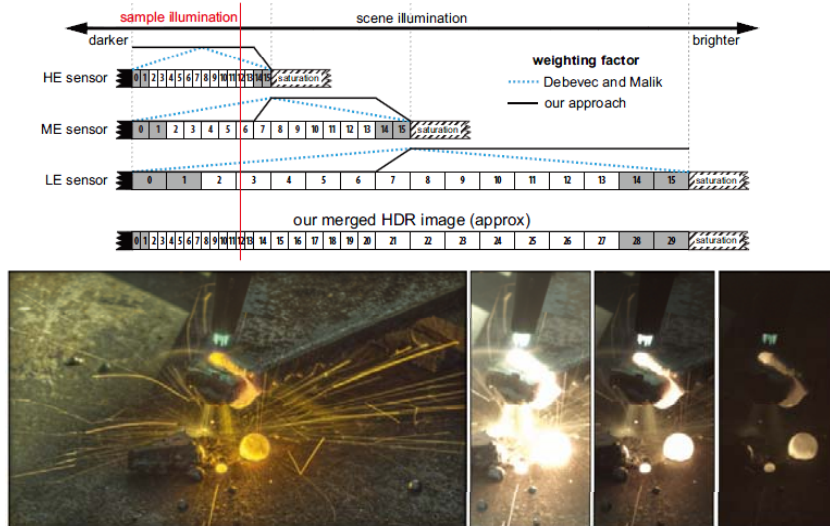 sample illumination scene illumination
darker brighter
weighting factor
Debevec and Malik
our approach
HE sensor 0 1 2 3 4 5 6 7 8 9 10 11 12 13 14 15 saturation
ME sensor 0 1 2 3 4 5 6 7 8 9 10 11 12 13 14 15 saturation
LE sensor 0 1 2 3 4 5 6 7 8 9 10 11 12 13 14 15
our merged HDR image (approx)
0 1 2 3 4 5 6 7 8 9 10 11 12 13 14 15 16 17 18 19 20 21 22 23 24 25 26 27 28 29 saturation